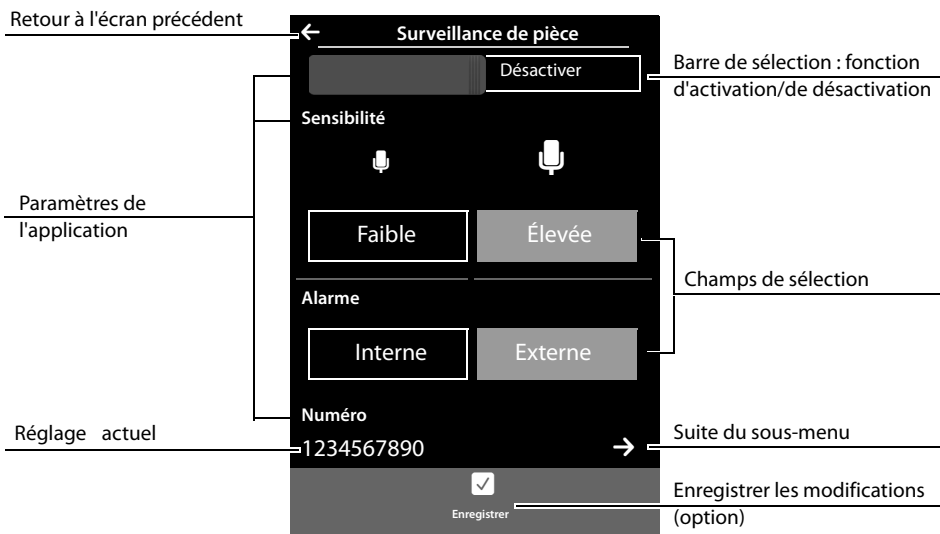 Retour à l'écran précédent
Surveillance de pièce
Désactiver
Barre de sélection : fonction
d'activation/de désactivation
Sensibilité
Paramètres de
l'application
Faible
Élevée
Champs de sélection
Alarme
Interne
Externe
Numéro
Réglage actuel
1234567890
Suite du sous-menu
Enregistrer
Enregistrer les modifications
(option)